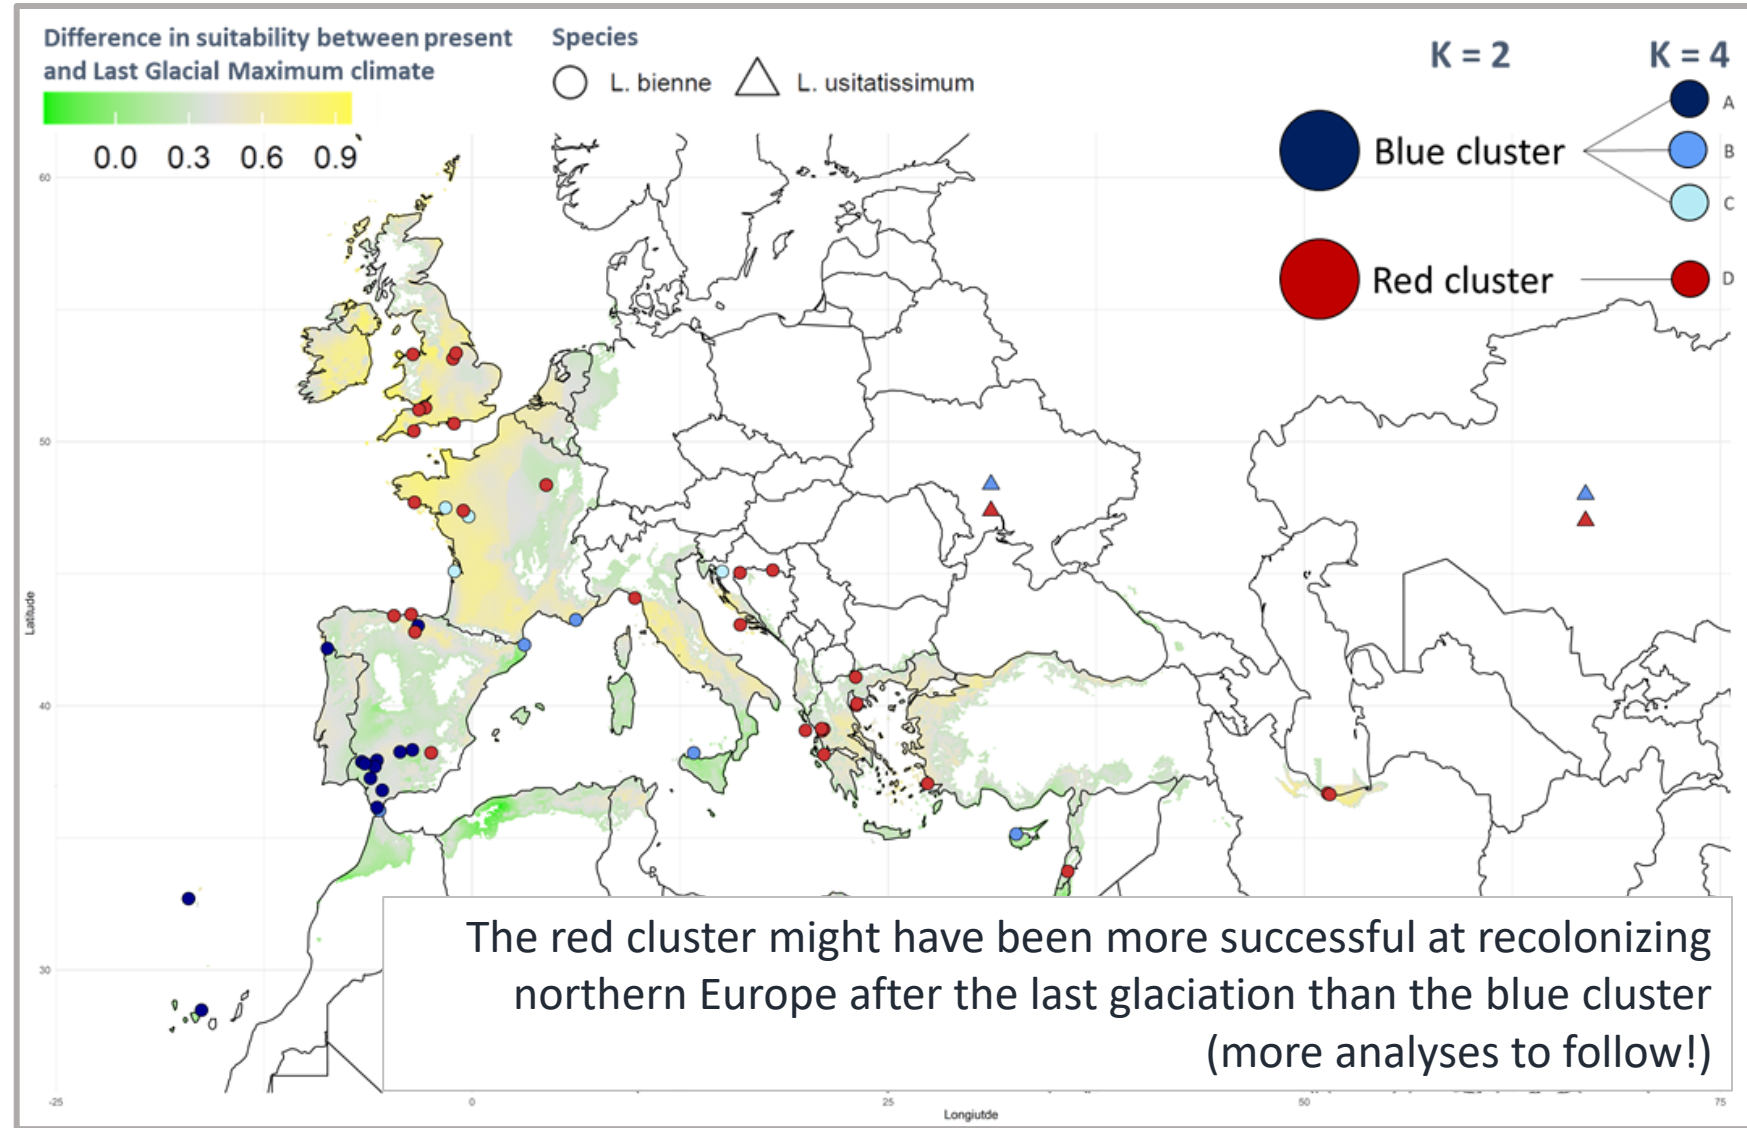 Difference in suitability between present
and Last Glacial Maximum climate
0.0 0.3 0.6 0.9
Species
L. bienne L. usitatissimum
K = 2 K = 4
Blue cluster
A
B
C
Red cluster
D
60
50
40
30
Latitude
-25 0 25 50 75
Longiutde
The red cluster might have been more successful at recolonizing
northern Europe after the last glaciation than the blue cluster
(more analyses to follow!)